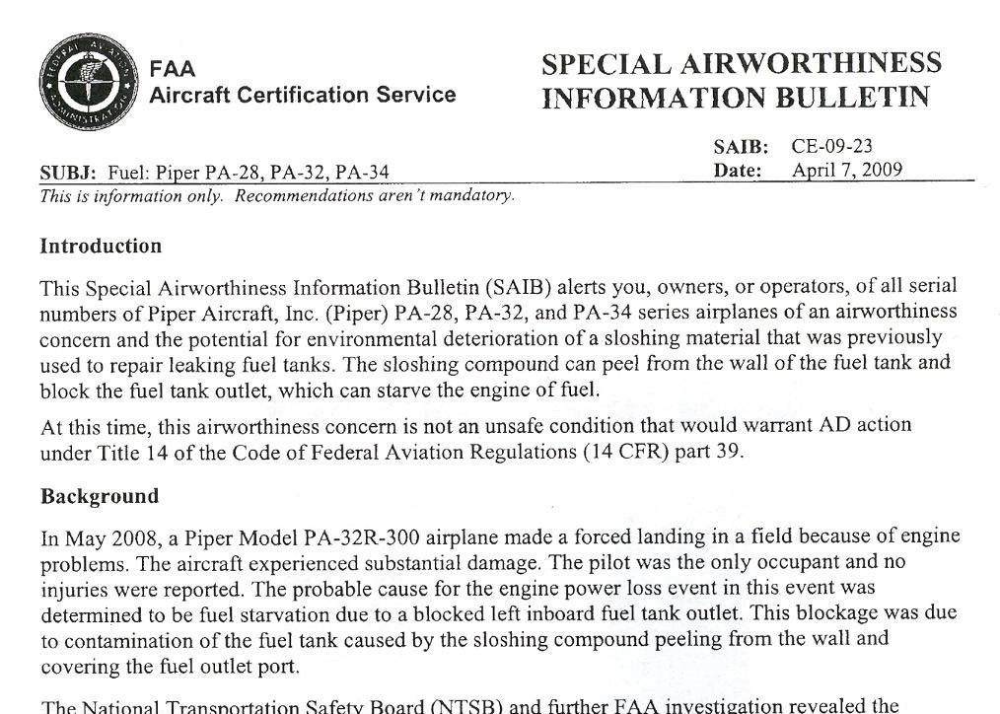 FEDERAL AVIATION
ADMINISTRATION
FAA
Aircraft Certification Service
SPECIAL AIRWORTHINESS
INFORMATION BULLETIN
SAIB: CE-09-23
SUBJ: Fuel: Piper PA-28, PA-32, PA-34
Date: April 7, 2009
This is information only. Recommendations aren't mandatory.
Introduction
This Special Airworthiness Information Bulletin (SAIB) alerts you, owners, or operators, of all serial
numbers of Piper Aircraft, Inc. (Piper) PA-28, PA-32, and PA-34 series airplanes of an airworthiness
concern and the potential for environmental deterioration of a sloshing material that was previously
used to repair leaking fuel tanks. The sloshing compound can peel from the wall of the fuel tank and
block the fuel tank outlet, which can starve the engine of fuel.
At this time, this airworthiness concern is not an unsafe condition that would warrant AD action
under Title 14 of the Code of Federal Aviation Regulations (14 CFR) part 39.
Background
In May 2008, a Piper Model PA-32R-300 airplane made a forced landing in a field because of engine
problems. The aircraft experienced substantial damage. The pilot was the only occupant and no
injuries were reported. The probable cause for the engine power loss event in this event was
determined to be fuel starvation due to a blocked left inboard fuel tank outlet. This blockage was due
to contamination of the fuel tank caused by the sloshing compound peeling from the wall and
covering the fuel outlet port.
The National Transportation Safety Board (NTSB) and further FAA investigation revealed the